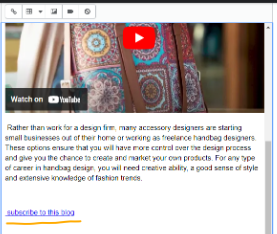 Watch on YouTube
Rather than work for a design firm, many accessory designers are starting
small businesses out of their home or working as freelance handbag designers.
These options ensure that you will have more control over the design process
and give you the chance to create and market your own products. For any type
of career in handbag design, you will need creative ability, a good sense of style
and extensive knowledge of fashion trends.
subscribe to this blog